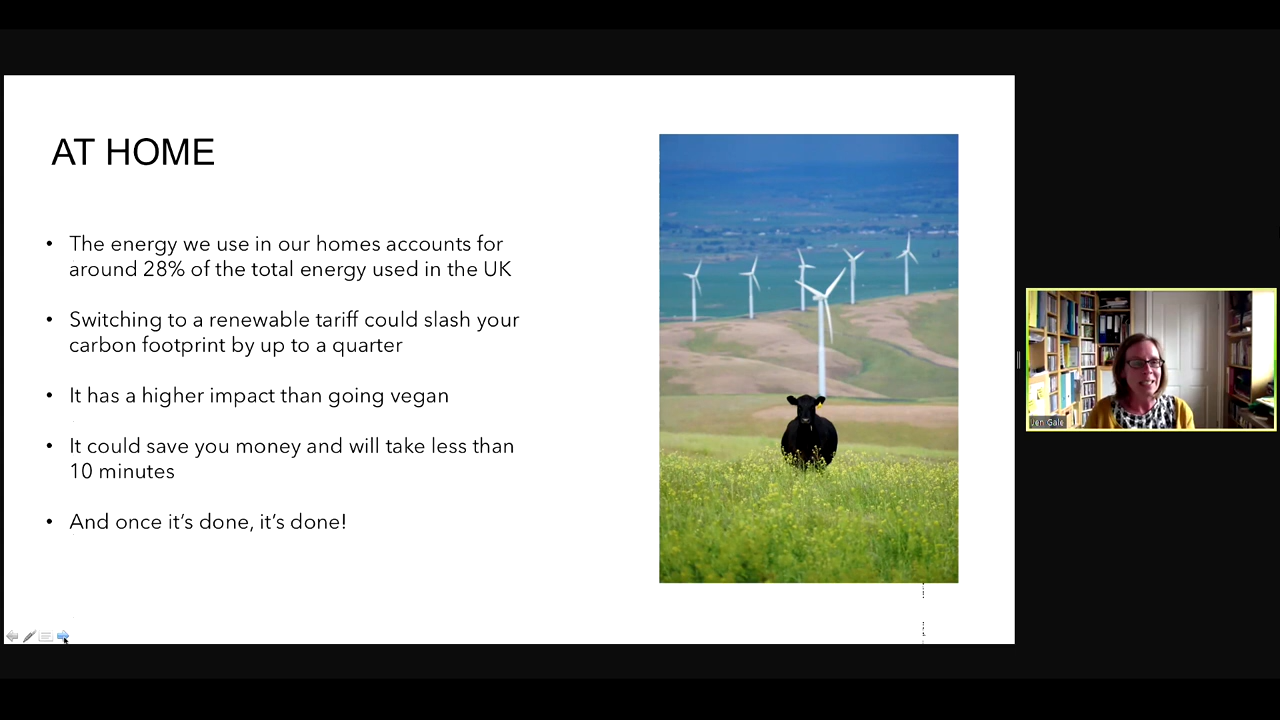 AT HOME
• The energy we use in our homes accounts for
around 28% of the total energy used in the UK
• Switching to a renewable tariff could slash your
carbon footprint by up to a quarter
• It has a higher impact than going vegan
• It could save you money and will take less than
10 minutes
• And once it’s done, it’s done!
Jen Gale